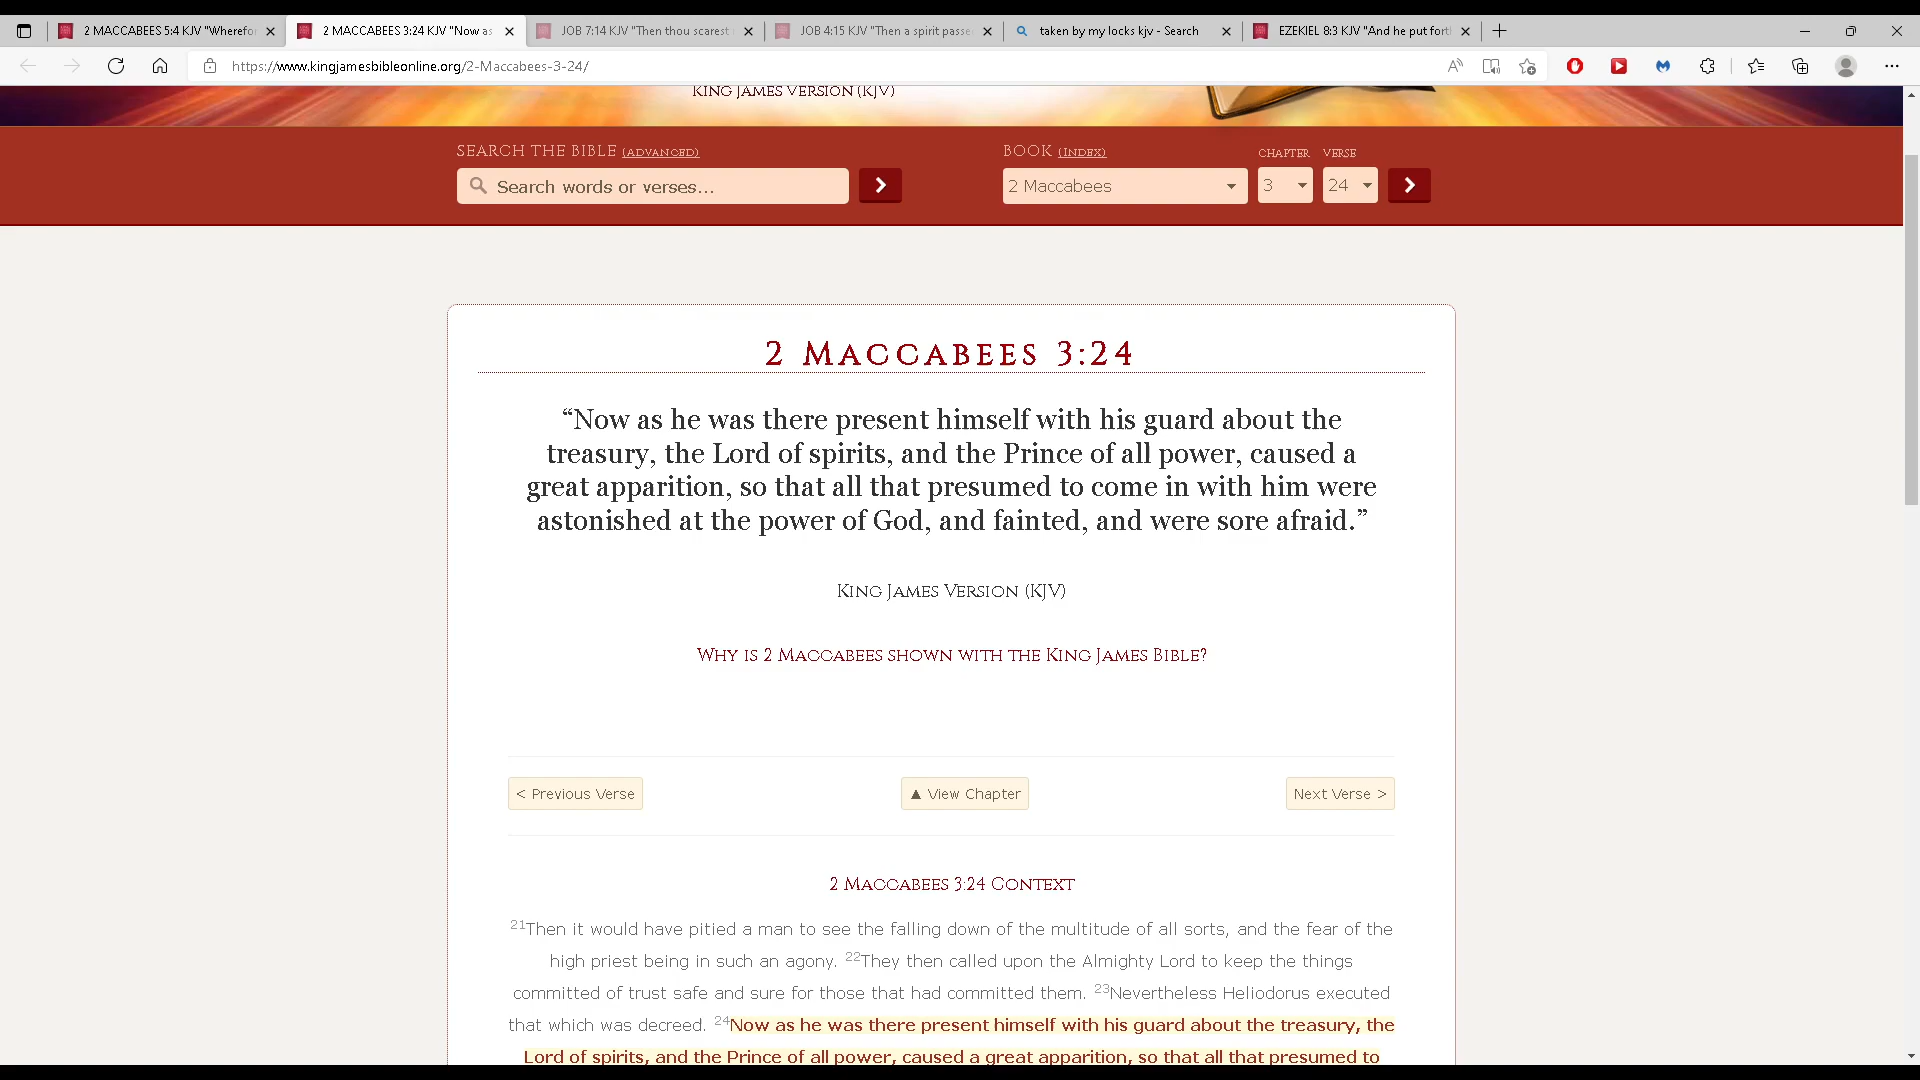 2 MACCABEES 5:4 KJV "Wherefor
2 MACCABEES 3:24 KJV "Now as
JOB 7:14 KJV "Then thou scarest
JOB 4:15 KJV "Then a spirit passe
taken by my locks kjv - Search
EZEKIEL 8:3 KJV "And he put fort
https://www.kingjamesbibleonline.org/2-Maccabees-3-24/
KING JAMES VERSION (KJV)
SEARCH THE BIBLE (ADVANCED)
BOOK (INDEX)
CHAPTER
VERSE
Search words or verses...
2 Maccabees
3
24
2 MACCABEES 3:24
“Now as he was there present himself with his guard about the
treasury, the Lord of spirits, and the Prince of all power, caused a
great apparition, so that all that presumed to come in with him were
astonished at the power of God, and fainted, and were sore afraid.”
KING JAMES VERSION (KJV)
WHY IS 2 MACCABEES SHOWN WITH THE KING JAMES BIBLE?
< Previous Verse
▲ View Chapter
Next Verse >
2 MACCABEES 3:24 CONTEXT
21Then it would have pitied a man to see the falling down of the multitude of all sorts, and the fear of the
high priest being in such an agony. 22They then called upon the Almighty Lord to keep the things
committed of trust safe and sure for those that had committed them. 23Nevertheless Heliodorus executed
that which was decreed. 24Now as he was there present himself with his guard about the treasury, the
Lord of spirits, and the Prince of all power, caused a great apparition, so that all that presumed to